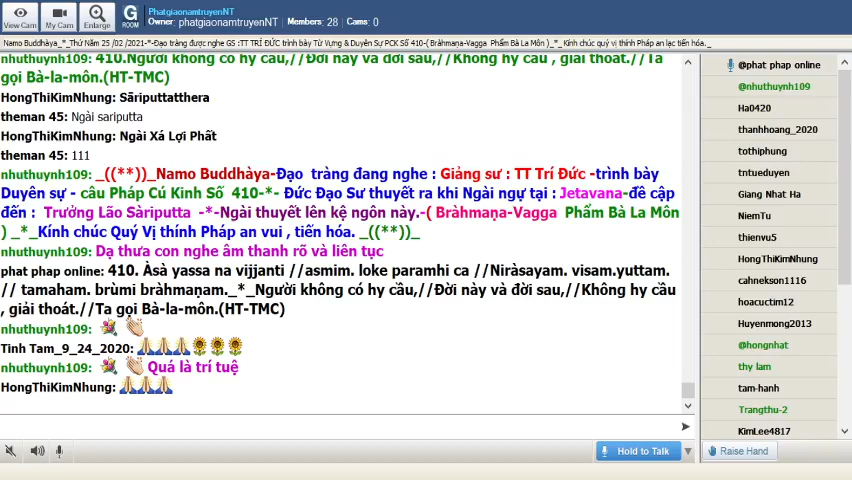 PhatgiaonamtruyenNT
Owner: phatgiaonamtruyenNT | Members: 28 | Cams: 0
View Cam
My Cam
Enlarge
G
ROOM
Namo Buddhàya_*_Thứ Năm 25 /02 /2021-*-Đạo tràng được nghe GS :TT TRÍ ĐỨC trình bày Từ Vựng & Duyên Sự PCK Số 410-( Bràhmaṇa-Vagga Phẩm Bà La Môn )_*_ Kính chúc quý vị thính Pháp an lạc tiến hóa._
nhuthuynh109: 410.Người không có hy cầu,//Đời này và đời sau,//Không hy cầu , giải thoát.//Ta
gọi Bà-la-môn.(HT-TMC)
HongThiKimNhung: Sāriputtatthera
theman 45: Ngài sariputta
HongThiKimNhung: Ngài Xá Lợi Phất
theman 45: 111
nhuthuynh109: _((**))_Namo Buddhàya-Đạo tràng đang nghe : Giảng sư : TT Trí Đức -trình bày
Duyên sự - câu Pháp Cú Kinh Số 410-*- Đức Đạo Sư thuyết ra khi Ngài ngự tại : Jetavana-đề cập
đến : Trưởng Lão Sàriputta -*-Ngài thuyết lên kệ ngôn này.-( Bràhmaṇa-Vagga Phẩm Bà La Môn
) _*_Kính chúc Quý Vị thính Pháp an vui , tiến hóa. _((**))_
nhuthuynh109: Dạ thưa con nghe âm thanh rõ và liên tục
phat phap online: 410. Àsà yassa na vijjanti //asmim. loke paramhi ca //Niràsayam. visam.yuttam.
// tamaham. brùmi bràhmaṇam._*_Người không có hy cầu,//Đời này và đời sau,//Không hy cầu
, giải thoát.//Ta gọi Bà-la-môn.(HT-TMC)
nhuthuynh109:
Tinh Tam_9_24_2020:
nhuthuynh109: Quá là trí tuệ
HongThiKimNhung:
Hold to Talk
@phat phap online
@nhuthuynh109
Ha0420
thanhhoang_2020
tothiphung
tntueduyen
Giang Nhat Ha
NiemTu
thienvu5
HongThiKimNhung
cahnekson1116
hoacuctim12
Huyenmong2013
@hongnhat
thy lam
tam-hanh
Trangthu-2
KimLee4817
Raise Hand